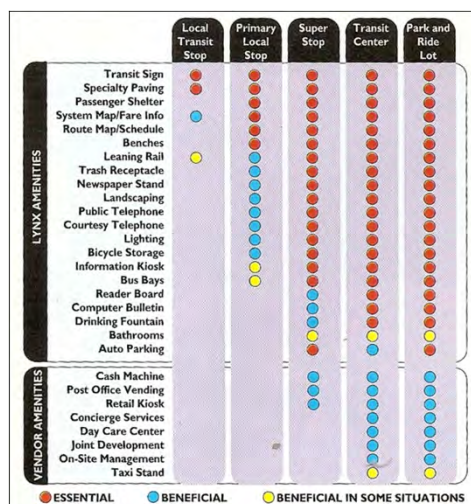 Local Transit Stop
Primary Local Stop
Super Stop
Transit Center
Park and Ride Lot
LYNX AMENITIES
Transit Sign
Specialty Paving
Passenger Shelter
System Map/Fare Info
Route Map/Schedule
Benches
Leaning Rail
Trash Receptacle
Newspaper Stand
Landscaping
Public Telephone
Courtesy Telephone
Lighting
Bicycle Storage
Information Kiosk
Bus Bays
Reader Board
Computer Bulletin
Drinking Fountain
Bathrooms
Auto Parking
VENDOR AMENITIES
Cash Machine
Post Office Vending
Retail Kiosk
Concierge Services
Day Care Center
Joint Development
On-Site Management
Taxi Stand
ESSENTIAL BENEFICIAL BENEFICIAL IN SOME SITUATIONS